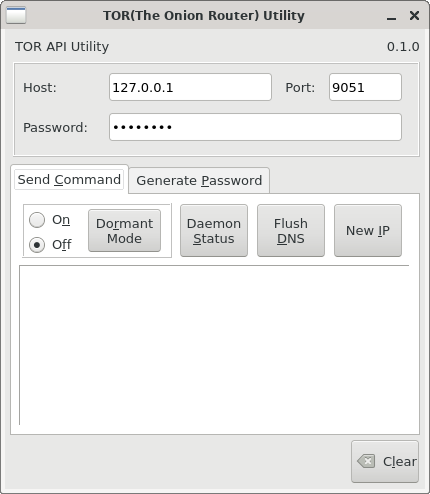 TOR(The Onion Router) Utility
TOR API Utility 0.1.0
Host: 127.0.0.1 Port: 9051
Password: ••••••••
Send Command Generate Password
On
Off
Dormant
Mode
Daemon
Status
Flush
DNS
New IP
Clear